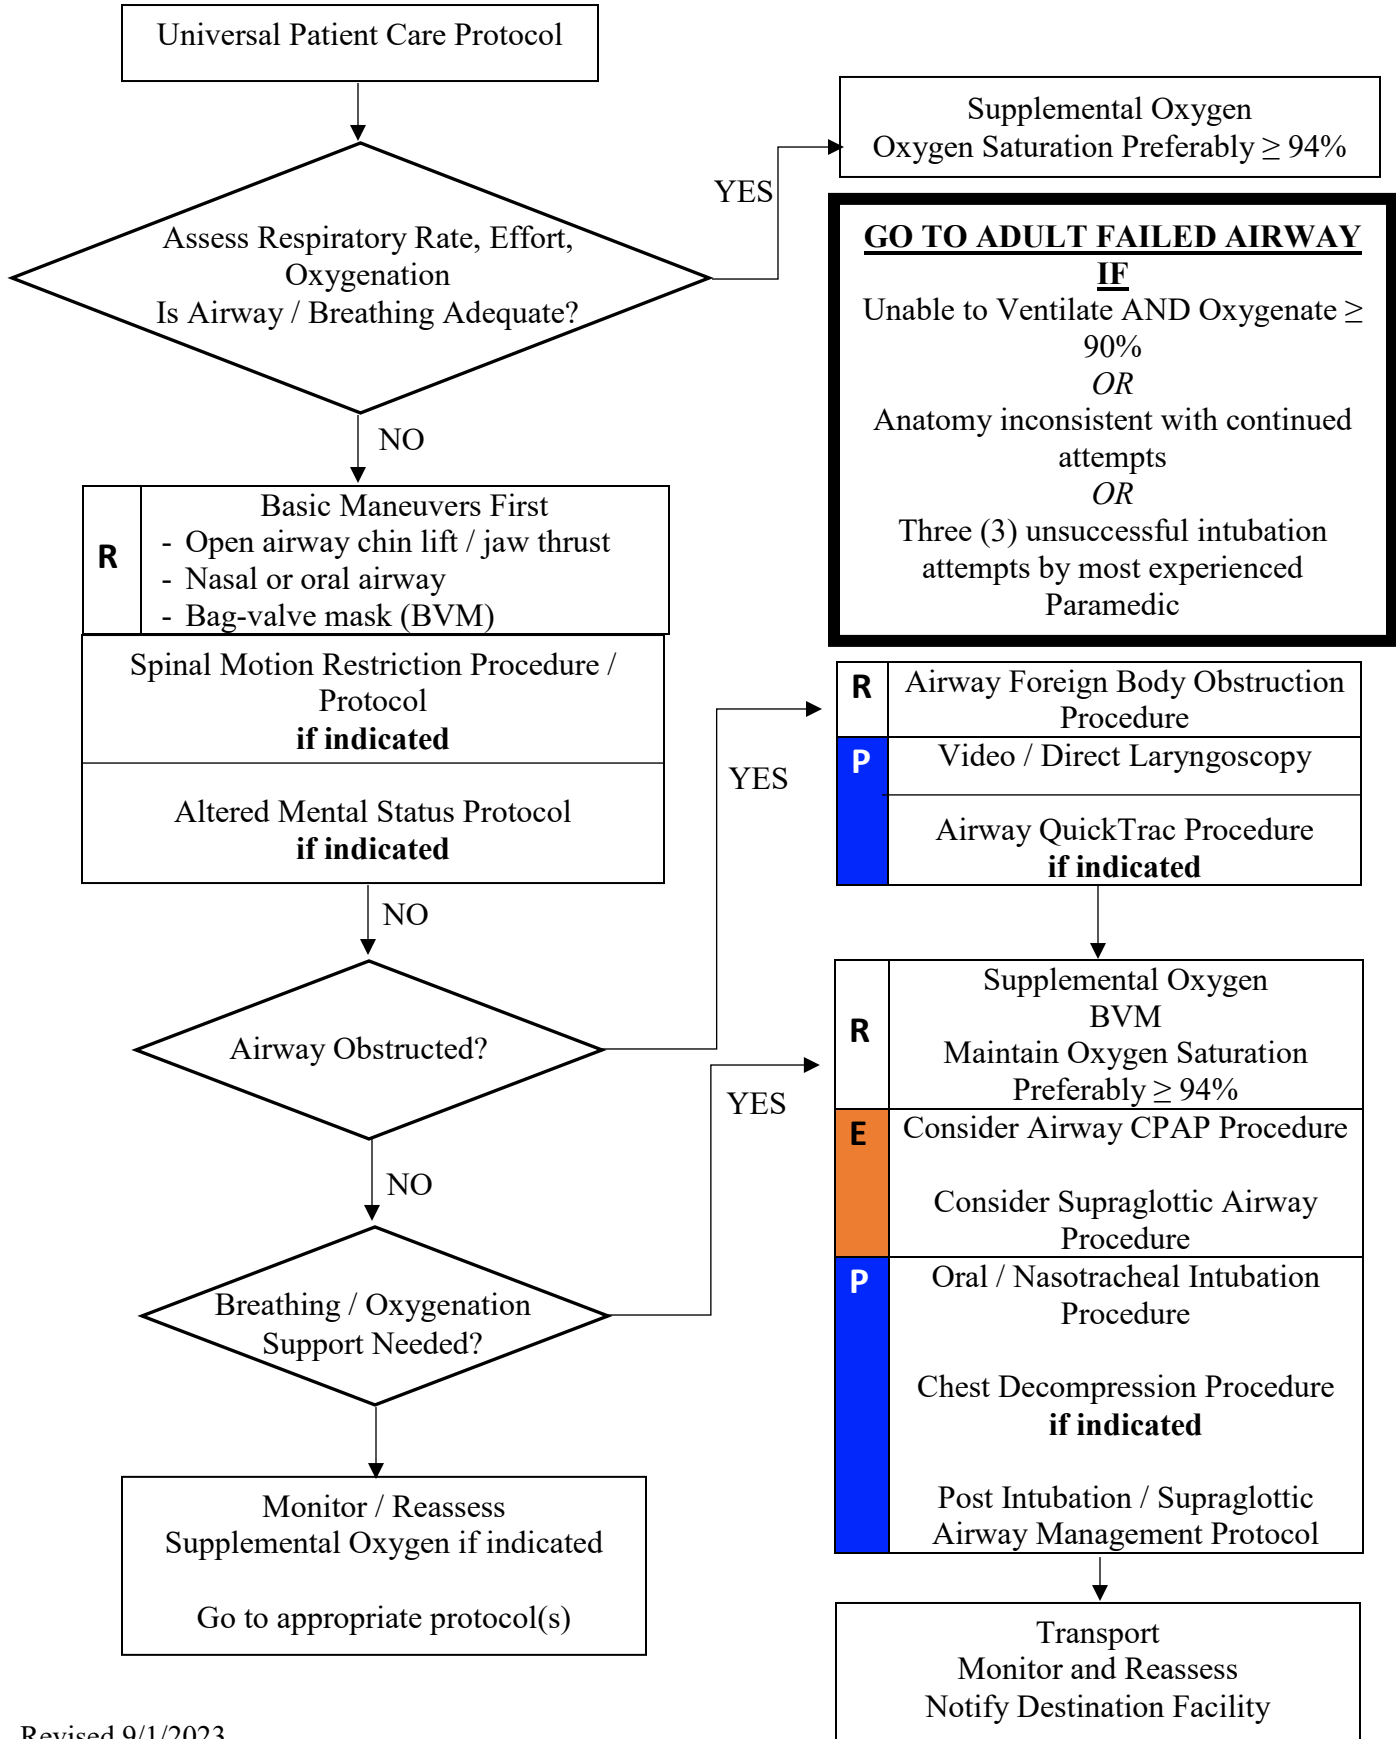 Universal Patient Care Protocol
Supplemental Oxygen
Oxygen Saturation Preferably ≥ 94%
YES
Assess Respiratory Rate, Effort,
Oxygenation
Is Airway / Breathing Adequate?
GO TO ADULT FAILED AIRWAY
IF
Unable to Ventilate AND Oxygenate ≥
90%
OR
Anatomy inconsistent with continued
attempts
OR
Three (3) unsuccessful intubation
attempts by most experienced
Paramedic
NO
R
Basic Maneuvers First
- Open airway chin lift / jaw thrust
- Nasal or oral airway
- Bag-valve mask (BVM)
Spinal Motion Restriction Procedure /
Protocol
if indicated
Altered Mental Status Protocol
if indicated
YES
R
Airway Foreign Body Obstruction
Procedure
P
Video / Direct Laryngoscopy
Airway QuickTrac Procedure
if indicated
NO
Airway Obstructed?
YES
R
Supplemental Oxygen
BVM
Maintain Oxygen Saturation
Preferably ≥ 94%
E
Consider Airway CPAP Procedure
Consider Supraglottic Airway
Procedure
NO
Breathing / Oxygenation
Support Needed?
P
Oral / Nasotracheal Intubation
Procedure
Chest Decompression Procedure
if indicated
Post Intubation / Supraglottic
Airway Management Protocol
Monitor / Reassess
Supplemental Oxygen if indicated
Go to appropriate protocol(s)
Transport
Monitor and Reassess
Notify Destination Facility
Revised 9/1/2023